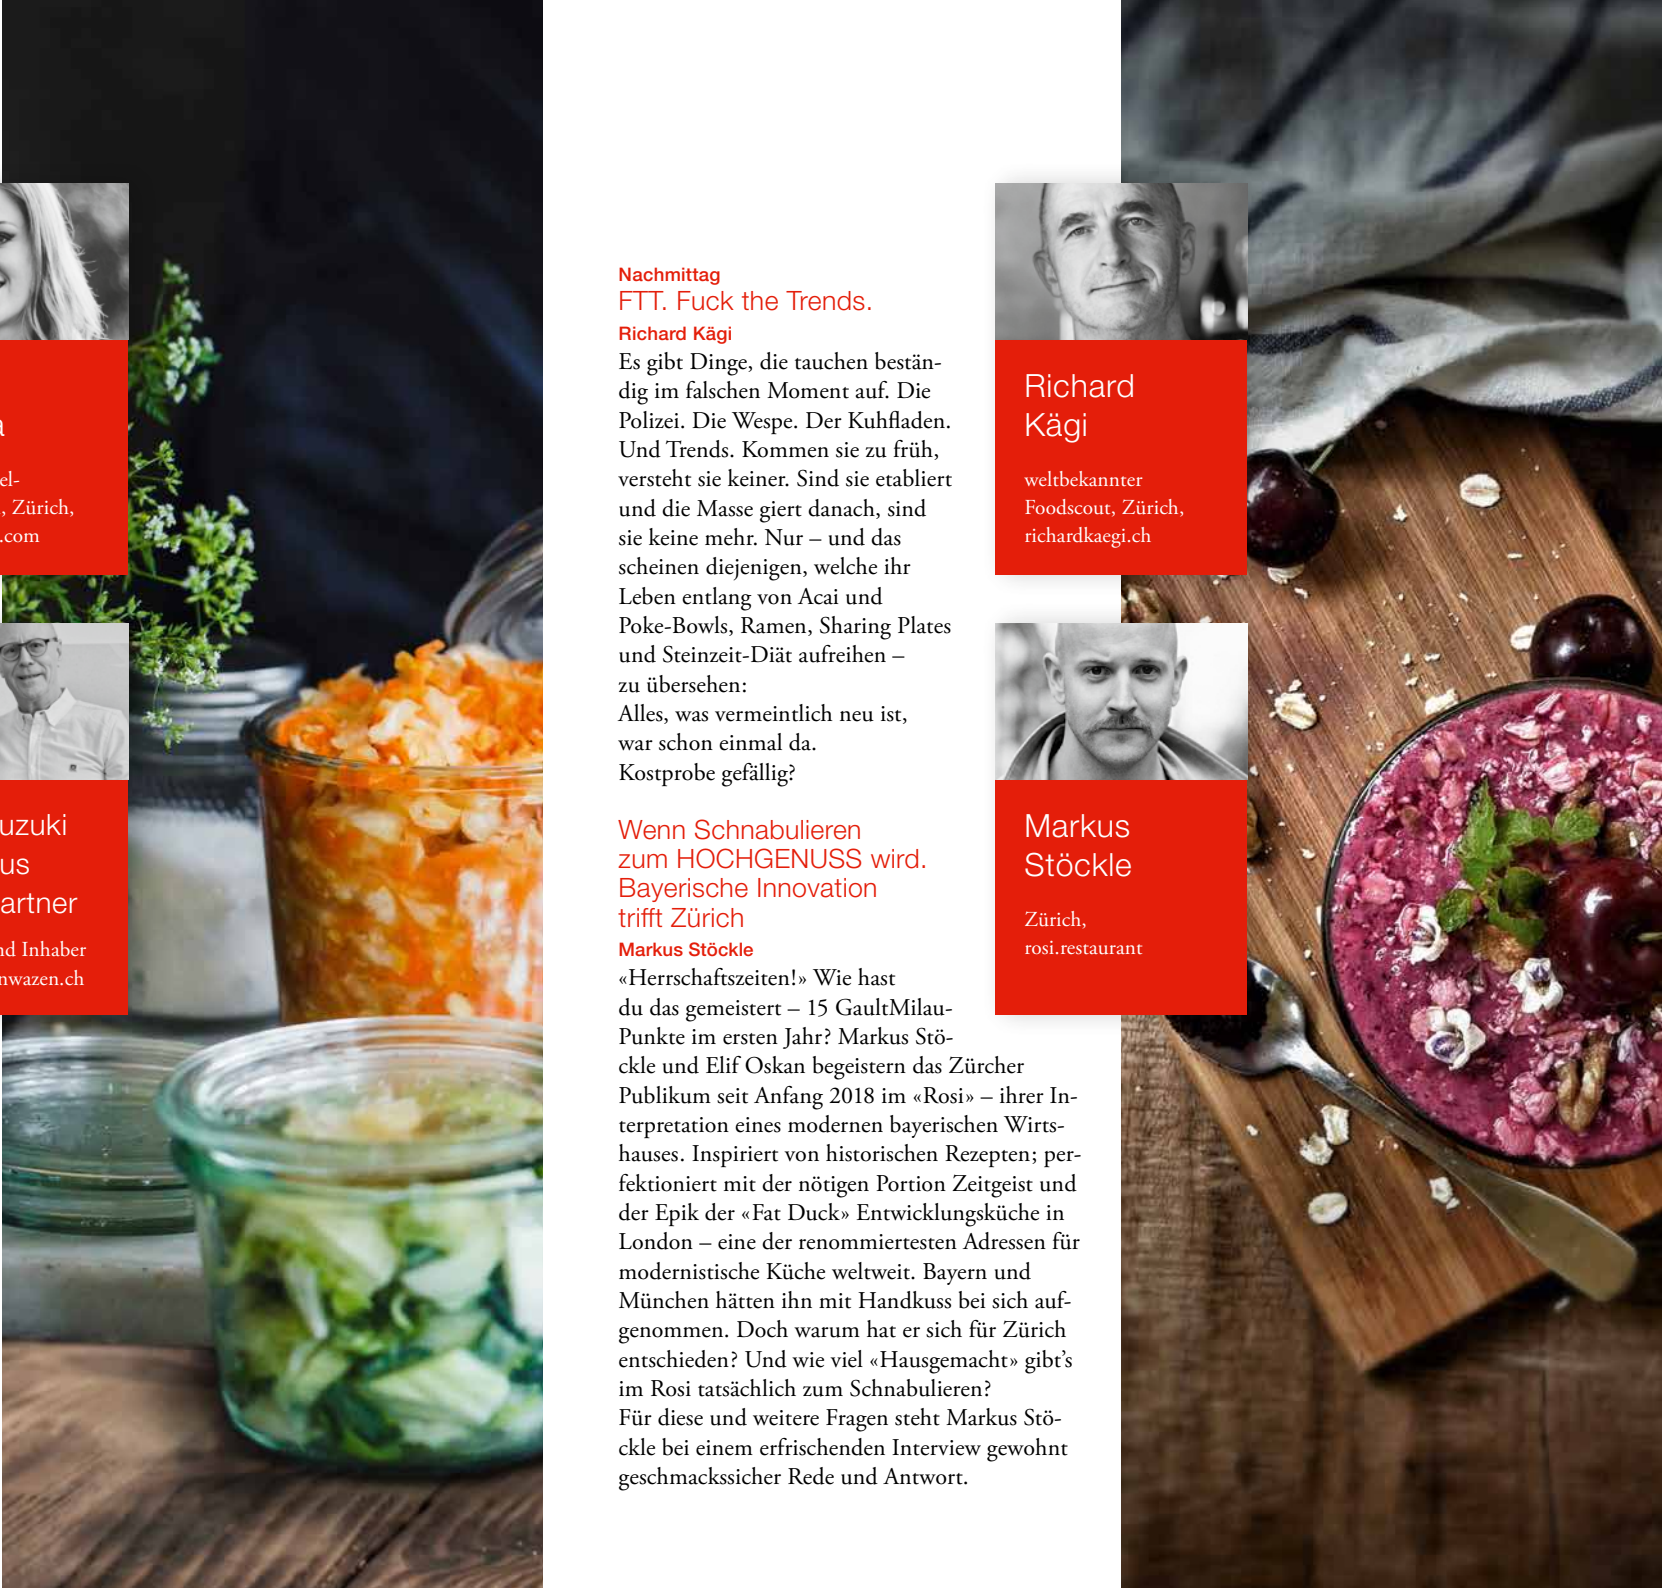 el-
, Zürich,
.com
uzuki
us
artner
nd Inhaber
nwazen.ch
Nachmittag
FTT. Fuck the Trends.
Richard Kägi
Es gibt Dinge, die tauchen bestän-
dig im falschen Moment auf. Die
Polizei. Die Wespe. Der Kuhfladen.
Und Trends. Kommen sie zu früh,
versteht sie keiner. Sind sie etabliert
und die Masse giert danach, sind
sie keine mehr. Nur – und das
scheinen diejenigen, welche ihr
Leben entlang von Acai und
Poke-Bowls, Ramen, Sharing Plates
und Steinzeit-Diät aufreihen –
zu übersehen:
Alles, was vermeintlich neu ist,
war schon einmal da.
Kostprobe gefällig?
Wenn Schnabulieren
zum HOCHGENUSS wird.
Bayerische Innovation
trifft Zürich
Markus Stöckle
«Herrschaftszeiten!» Wie hast
du das gemeistert – 15 GaultMilau-
Punkte im ersten Jahr? Markus Stö-
ckle und Elif Oskan begeistern das Zürcher
Publikum seit Anfang 2018 im «Rosi» – ihrer In-
terpretation eines modernen bayerischen Wirts-
hauses. Inspiriert von historischen Rezepten; per-
fektioniert mit der nötigen Portion Zeitgeist und
der Epik der «Fat Duck» Entwicklungsküche in
London – eine der renommiertesten Adressen für
modernistische Küche weltweit. Bayern und
München hätten ihn mit Handkuss bei sich auf-
genommen. Doch warum hat er sich für Zürich
entschieden? Und wie viel «Hausgemacht» gibt’s
im Rosi tatsächlich zum Schnabulieren?
Für diese und weitere Fragen steht Markus Stö-
ckle bei einem erfrischenden Interview gewohnt
geschmackssicher Rede und Antwort.
Richard
Kägi
weltbekannter
Foodscout, Zürich,
richardkaegi.ch
Markus
Stöckle
Zürich,
rosi.restaurant